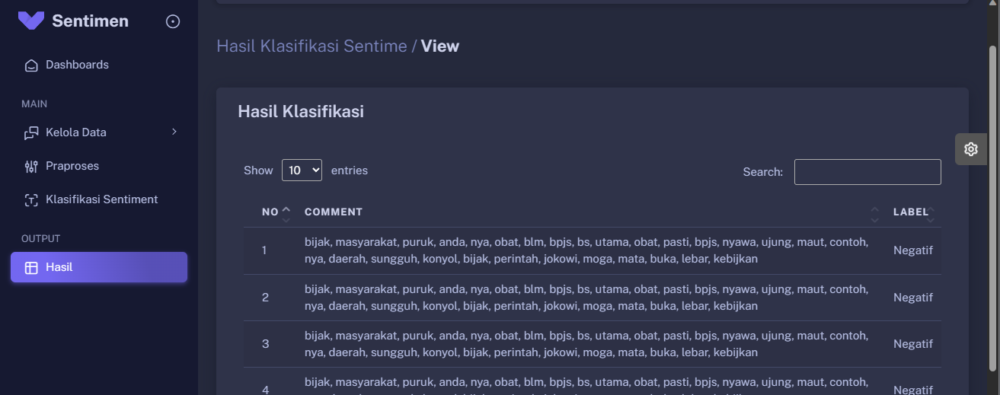 Sentimen
Dashboards
MAIN
Kelola Data
Praproses
Klasifikasi Sentiment
OUTPUT
Hasil
Hasil Klasifikasi Sentime / View
Hasil Klasifikasi
Show 10 entries
Search:
NO COMMENT LABEL
1 bijak, masyarakat, puruk, anda, nya, obat, blm, bpjs, bs, utama, obat, pasti, bpjs, nyawa, ujung, maut, contoh, Negatif
nya, daerah, sungguh, konyol, bijak, perintah, jokowi, moga, mata, buka, lebar, kebijkan
2 bijak, masyarakat, puruk, anda, nya, obat, blm, bpjs, bs, utama, obat, pasti, bpjs, nyawa, ujung, maut, contoh, Negatif
nya, daerah, sungguh, konyol, bijak, perintah, jokowi, moga, mata, buka, lebar, kebijkan
3 bijak, masyarakat, puruk, anda, nya, obat, blm, bpjs, bs, utama, obat, pasti, bpjs, nyawa, ujung, maut, contoh, Negatif
nya, daerah, sungguh, konyol, bijak, perintah, jokowi, moga, mata, buka, lebar, kebijkan
4 bijak, masyarakat, puruk, anda, nya, obat, blm, bpjs, bs, utama, obat, pasti, bpjs, nyawa, ujung, maut, contoh, Negatif